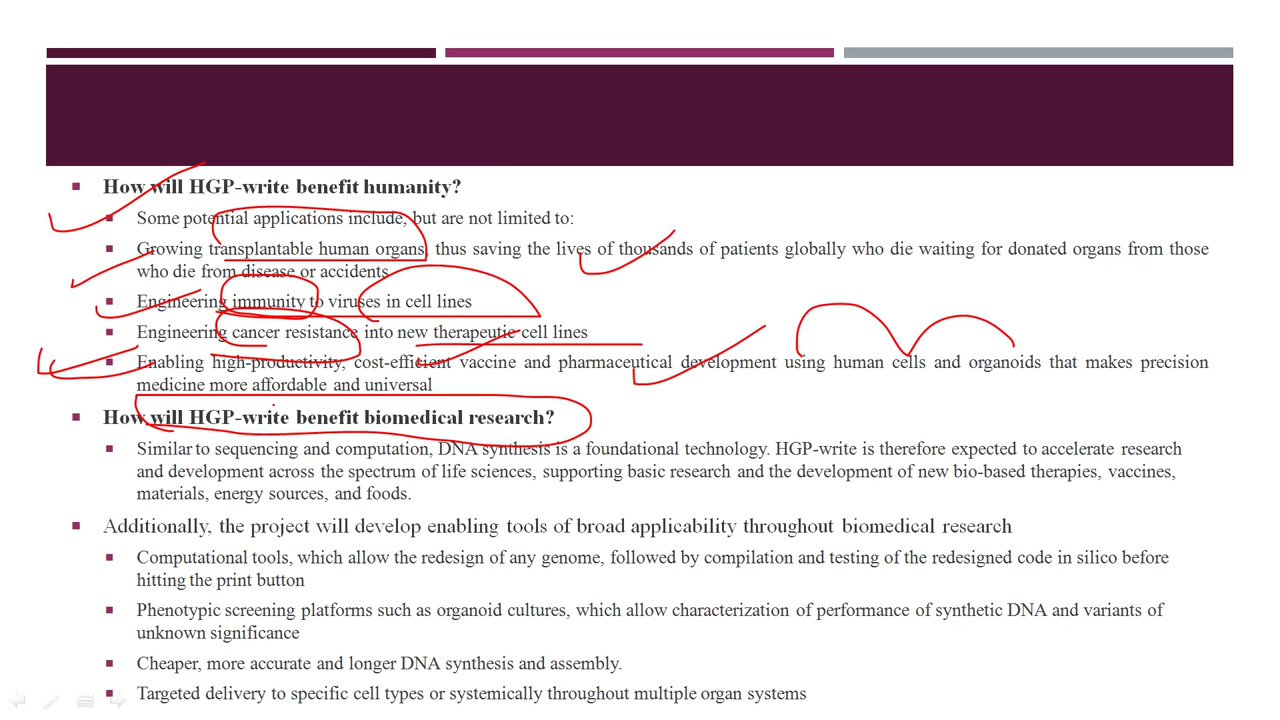 How will HGP-write benefit humanity?
Some potential applications include, but are not limited to:
Growing transplantable human organs, thus saving the lives of thousands of patients globally who die waiting for donated organs from those
who die from disease or accidents
Engineering immunity to viruses in cell lines
Engineering cancer resistance into new therapeutic cell lines
Enabling high-productivity, cost-efficient vaccine and pharmaceutical development using human cells and organoids that makes precision
medicine more affordable and universal
How will HGP-write benefit biomedical research?
Similar to sequencing and computation, DNA synthesis is a foundational technology. HGP-write is therefore expected to accelerate research
and development across the spectrum of life sciences, supporting basic research and the development of new bio-based therapies, vaccines,
materials, energy sources, and foods.
Additionally, the project will develop enabling tools of broad applicability throughout biomedical research
Computational tools, which allow the redesign of any genome, followed by compilation and testing of the redesigned code in silico before
hitting the print button
Phenotypic screening platforms such as organoid cultures, which allow characterization of performance of synthetic DNA and variants of
unknown significance
Cheaper, more accurate and longer DNA synthesis and assembly.
Targeted delivery to specific cell types or systemically throughout multiple organ systems